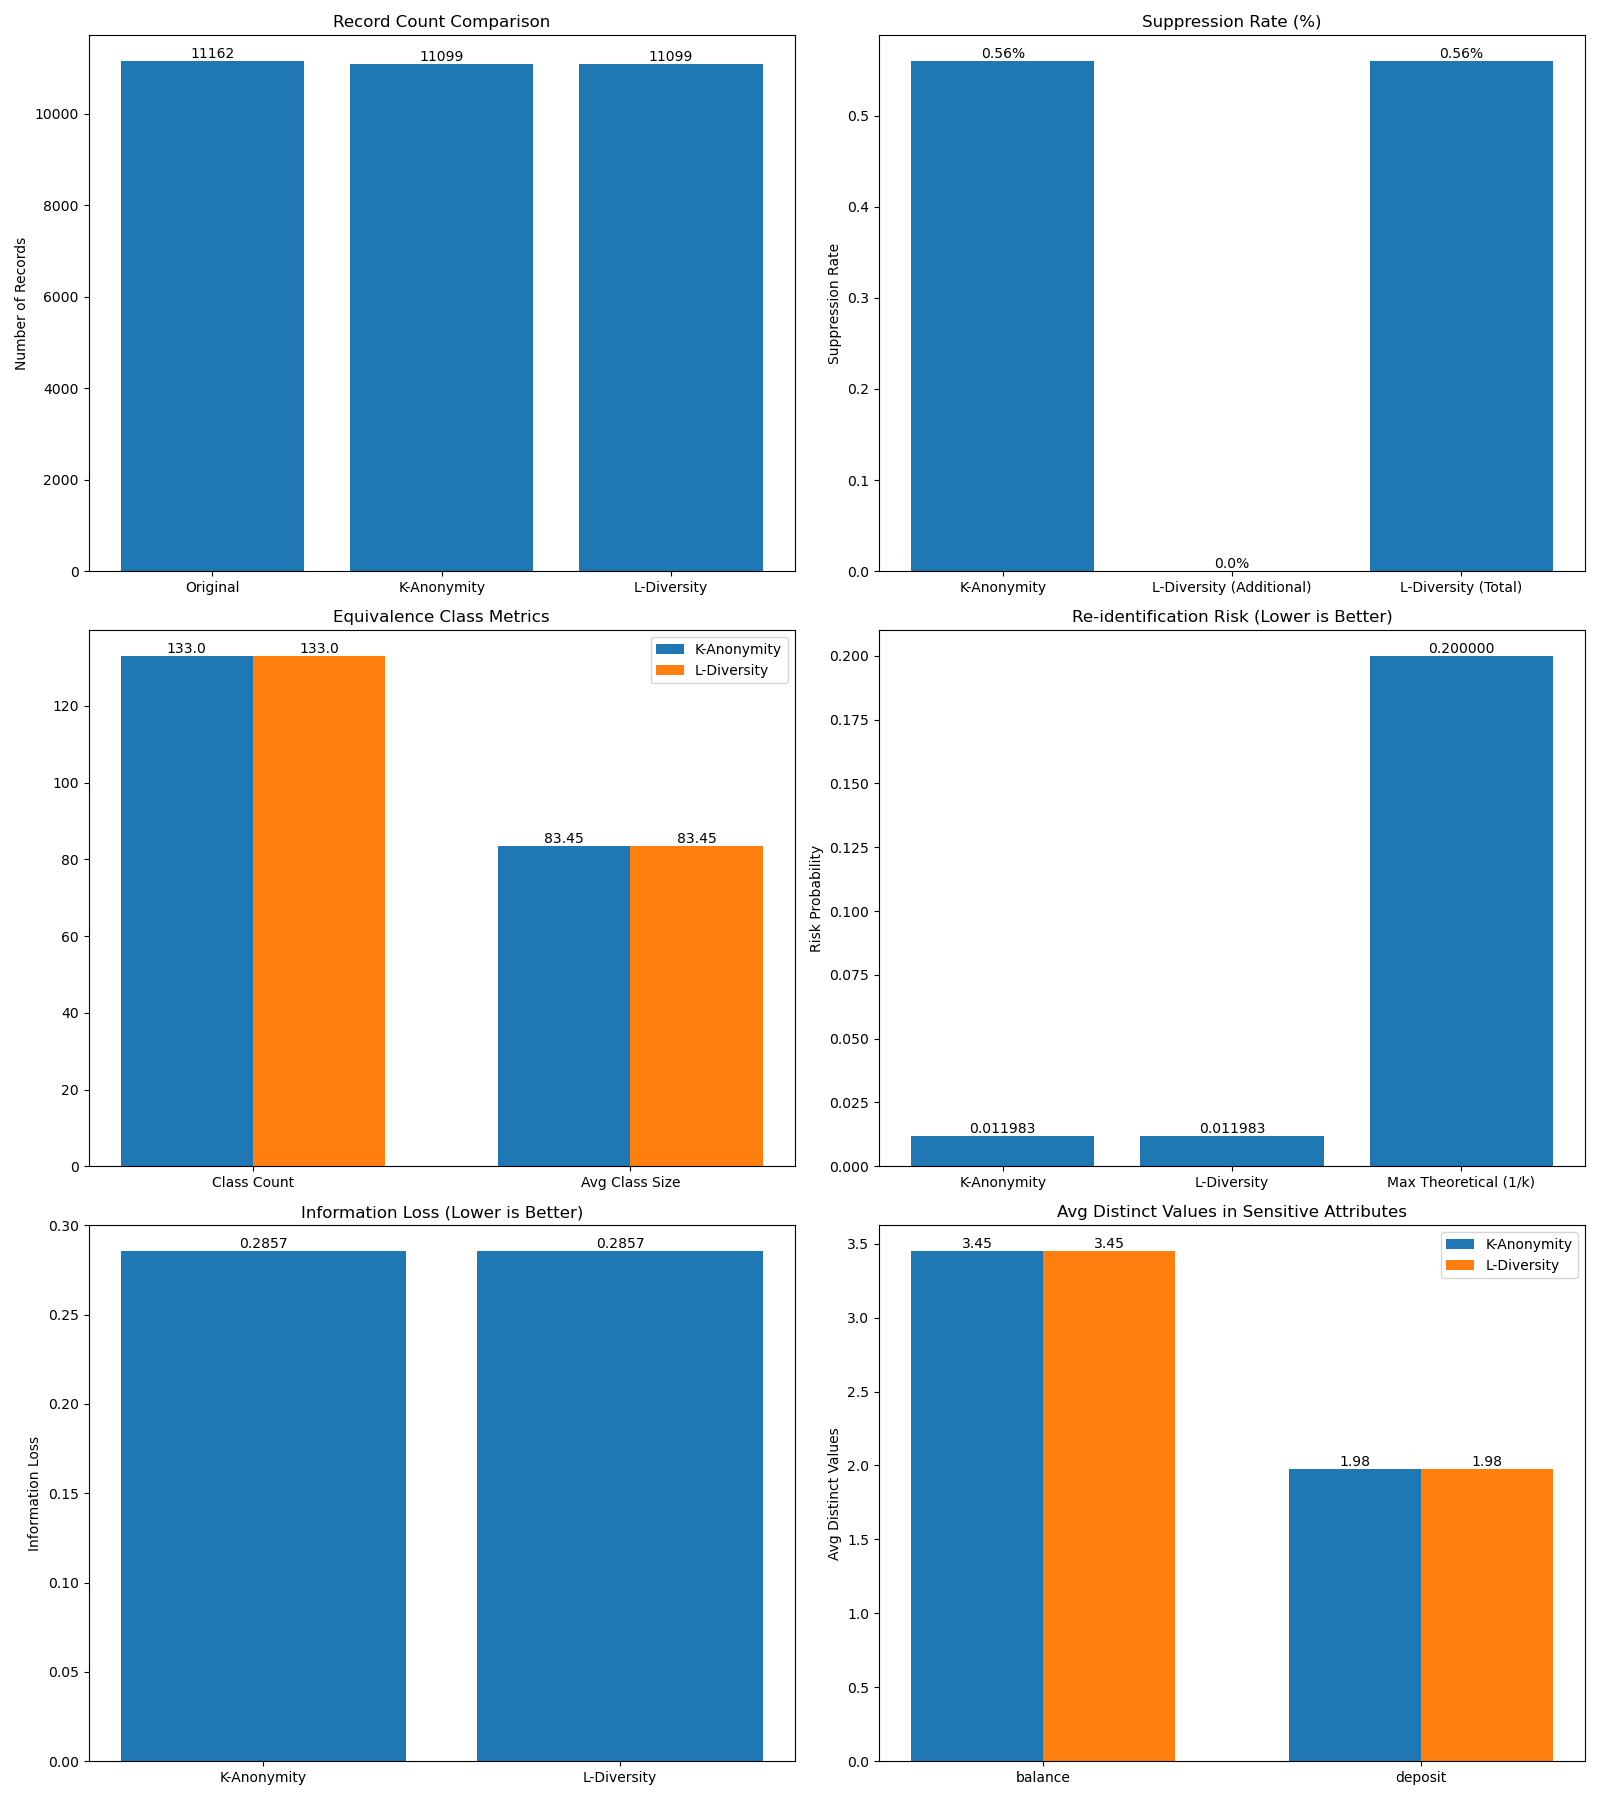 Record Count Comparison
Number of Records
10000
8000
6000
4000
2000
0
11162
11099
11099
Original
K-Anonymity
L-Diversity
Suppression Rate (%)
Suppression Rate
0.5
0.4
0.3
0.2
0.1
0.0
0.56%
0.0%
0.56%
K-Anonymity
L-Diversity (Additional)
L-Diversity (Total)
Equivalence Class Metrics
120
100
80
60
40
20
0
133.0
133.0
83.45
83.45
K-Anonymity
L-Diversity
Class Count
Avg Class Size
Re-identification Risk (Lower is Better)
Risk Probability
0.200
0.175
0.150
0.125
0.100
0.075
0.050
0.025
0.000
0.011983
0.011983
0.200000
K-Anonymity
L-Diversity
Max Theoretical (1/k)
Information Loss (Lower is Better)
Information Loss
0.30
0.25
0.20
0.15
0.10
0.05
0.00
0.2857
0.2857
K-Anonymity
L-Diversity
Avg Distinct Values in Sensitive Attributes
Avg Distinct Values
3.5
3.0
2.5
2.0
1.5
1.0
0.5
0.0
3.45
3.45
1.98
1.98
K-Anonymity
L-Diversity
balance
deposit